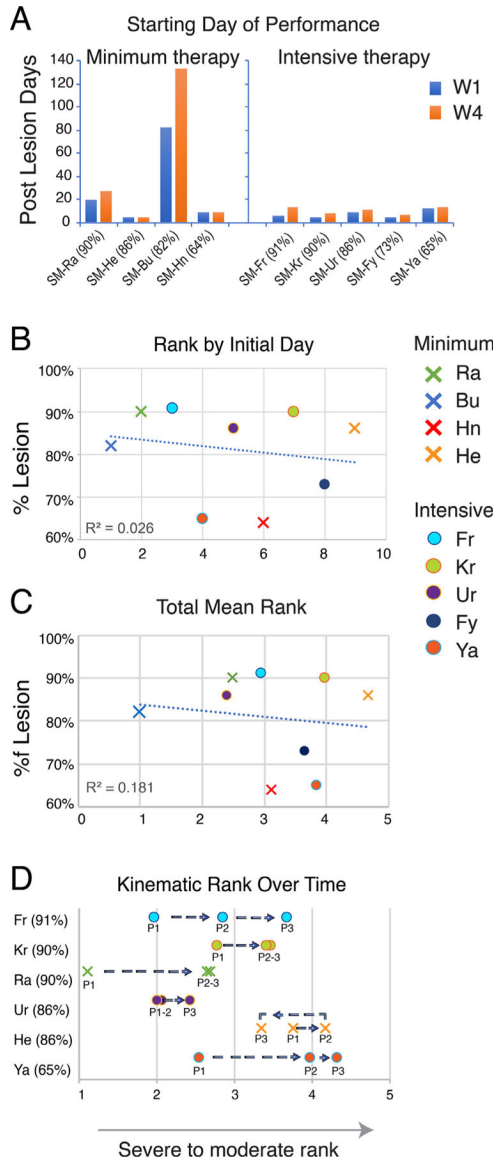 A
Starting Day of Performance
Minimum therapy
Intensive therapy
W1
W4
Post Lesion Days
140
120
100
80
60
40
20
0
SM-Ra (90%)
SM-He (86%)
SM-Bu (82%)
SM-Hn (64%)
SM-Fr (91%)
SM-Kr (90%)
SM-Ur (86%)
SM-Fy (73%)
SM-Ya (65%)
B
Rank by Initial Day
% Lesion
100%
90%
80%
70%
60%
R² = 0.026
0 2 4 6 8 10
Minimum
Ra
Bu
Hn
He
Intensive
Fr
Kr
Ur
Fy
Ya
C
Total Mean Rank
%f Lesion
100%
90%
80%
70%
60%
R² = 0.181
0 1 2 3 4 5
D
Kinematic Rank Over Time
Fr (91%)
P1 P2 P3
Kr (90%)
P1 P2-3
Ra (90%)
P1 P2-3
Ur (86%)
P1-2 P3
He (86%)
P3 P1 P2
Ya (65%)
P1 P2 P3
1 2 3 4 5
Severe to moderate rank